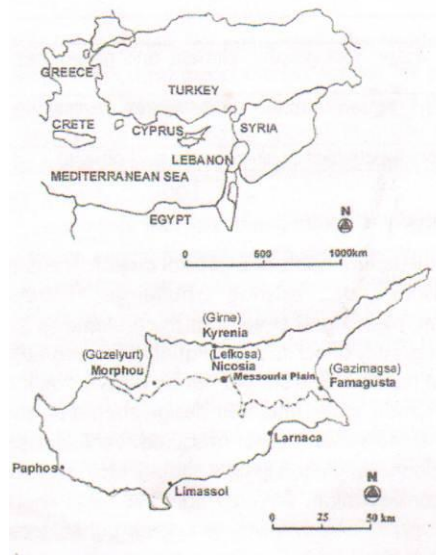 GREECE
TURKEY
CRETE
CYPRUS
SYRIA
LEBANON
MEDITERRANEAN SEA
EGYPT
N
0 500 1000km
(Girne)
Kyrenia
(Güzelyurt)
Morphou
(Lefkosa)
Nicosia
Messouria Plain
(Gazimagsa)
Famagusta
Larnaca
Paphos
Limassol
N
0 25 50 km